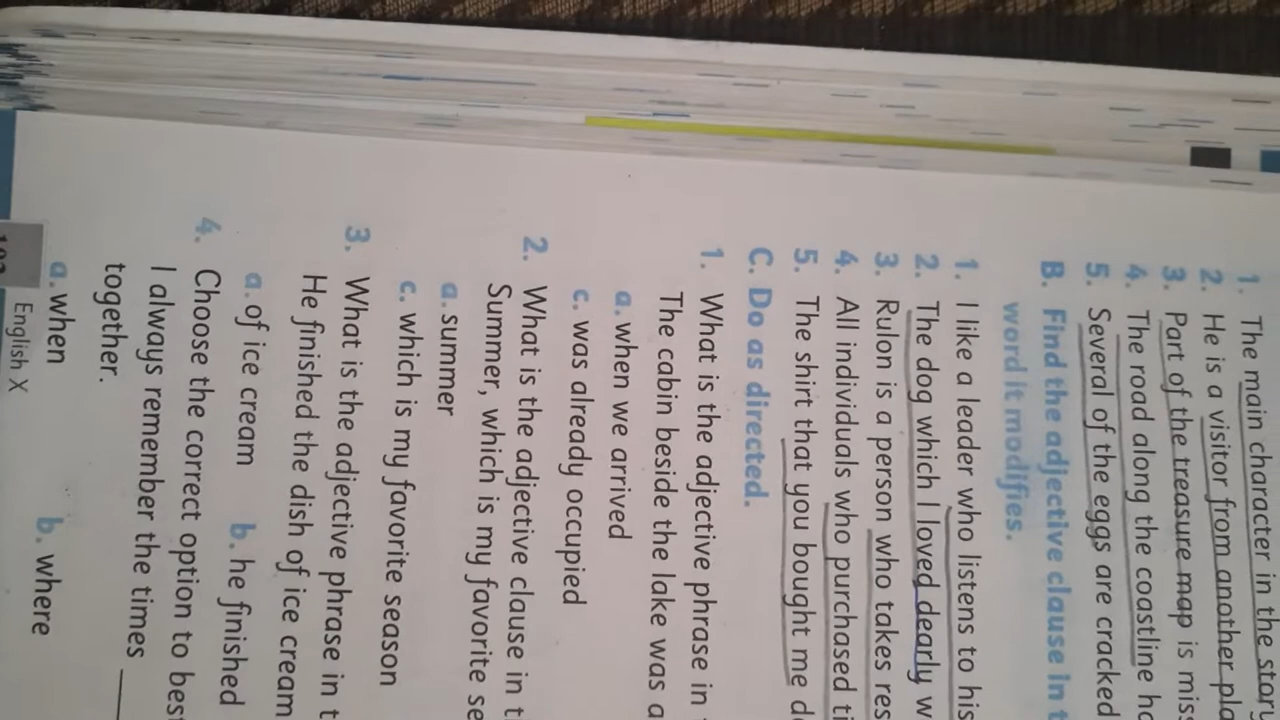 1. The main character in the story
2. He is a visitor from another
3. Part of the treasure map is
4. The road along the coastline
5. Several of the eggs are cracked
B. Find the adjective clause in
word it modifies.
1. I like a leader who listens to his
2. The dog which I loved dearly
3. Rulon is a person who takes
4. All individuals who purchased
5. The shirt that you bought me
C. Do as directed.
1. What is the adjective phrase in
The cabin beside the lake was
a. when we arrived
c. was already occupied
2. What is the adjective clause in
Summer, which is my favorite
a. summer
c. which is my favorite season
3. What is the adjective phrase in
He finished the dish of ice cream
a. of ice cream b. he finished
4. Choose the correct option to
I always remember the times ____
together.
a. when b. where
English X